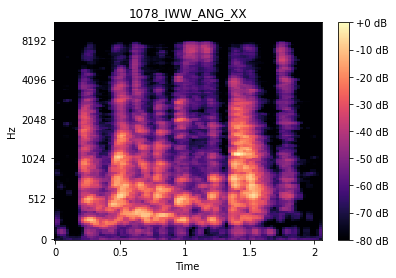 1078_IWW_ANG_XX
8192
4096
2048
1024
512
0
Hz
0
0.5
1
1.5
2
Time
+0 dB
-10 dB
-20 dB
-30 dB
-40 dB
-50 dB
-60 dB
-70 dB
-80 dB